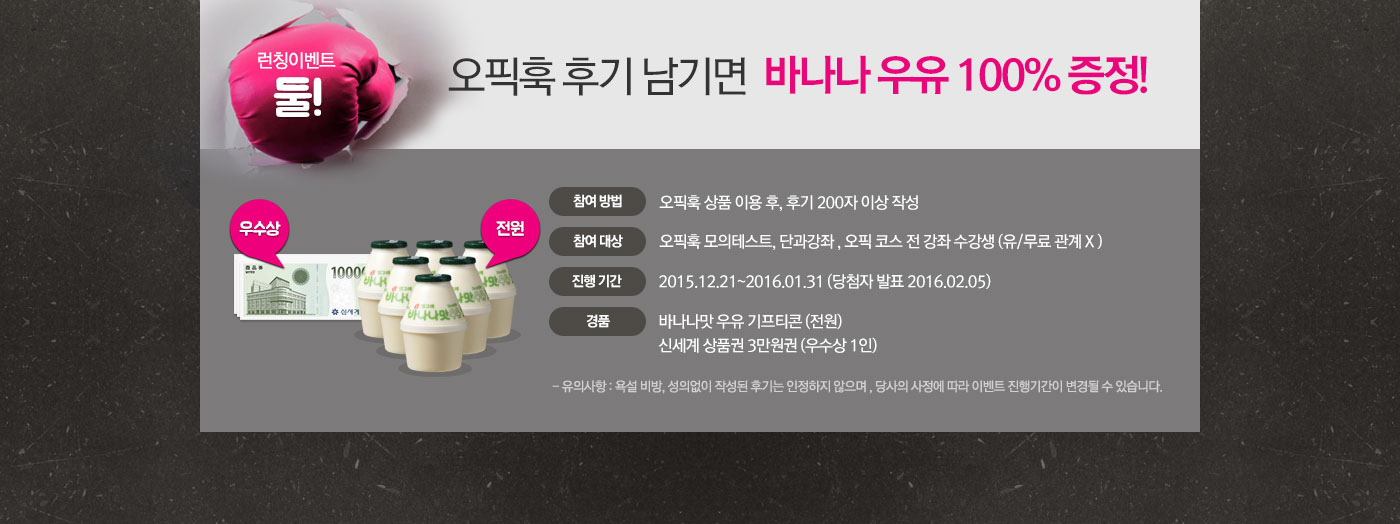 런칭이벤트
둘!
오픽훅 후기 남기면 바나나 우유 100% 증정!
우수상
전원
商品券
10000
신세계
빙그레
바나나맛
참여 방법 오픽훅 상품 이용 후, 후기 200자 이상 작성
참여 대상 오픽훅 모의테스트, 단과강좌 , 오픽 코스 전 강좌 수강생 (유/무료 관계 X )
진행 기간 2015.12.21~2016.01.31 (당첨자 발표 2016.02.05)
경품 바나나맛 우유 기프티콘 (전원)
신세계 상품권 3만원권 (우수상 1인)
- 유의사항 : 욕설 비방, 성의없이 작성된 후기는 인정하지 않으며 , 당사의 사정에 따라 이벤트 진행기간이 변경될 수 있습니다.